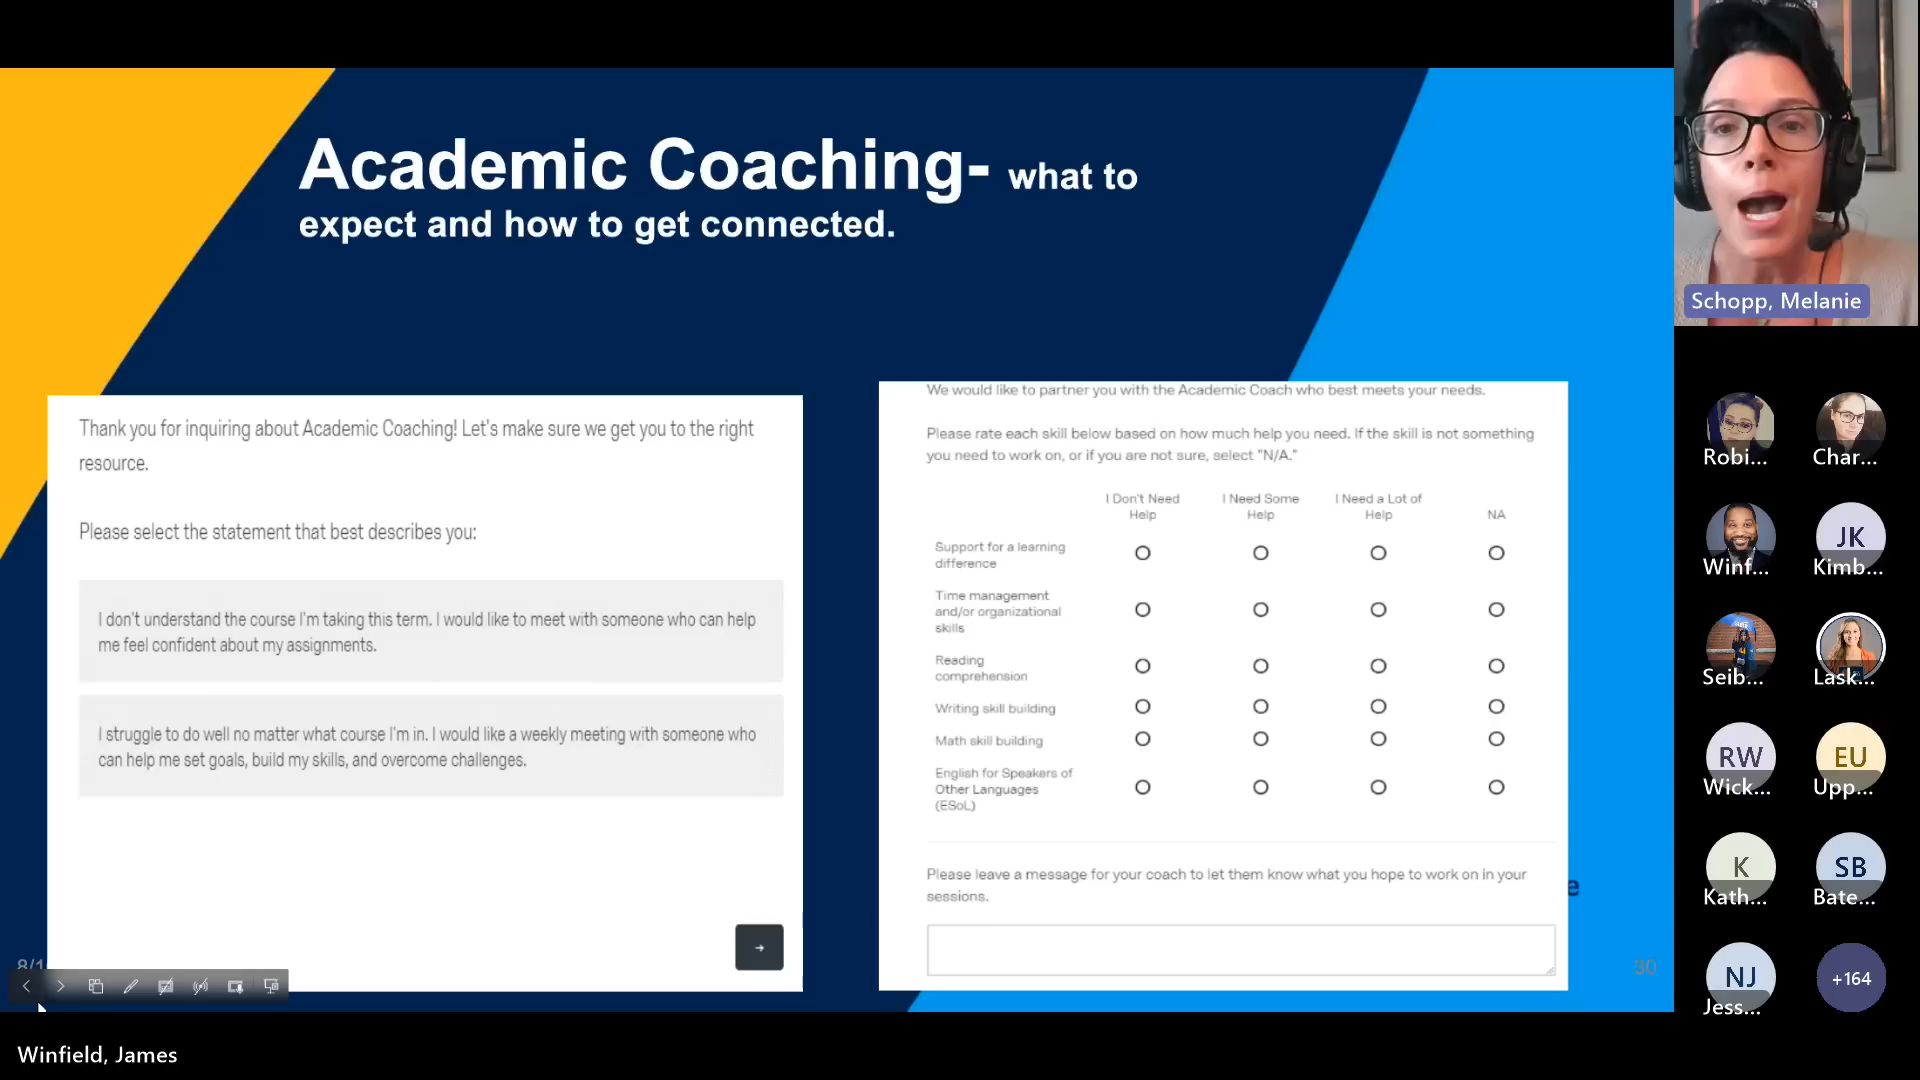 Academic Coaching- what to
expect and how to get connected.
Thank you for inquiring about Academic Coaching! Let's make sure we get you to the right
resource.
Please select the statement that best describes you:
I don't understand the course I'm taking this term. I would like to meet with someone who can help
me feel confident about my assignments.
I struggle to do well no matter what course I'm in. I would like a weekly meeting with someone who
can help me set goals, build my skills, and overcome challenges.
We would like to partner you with the Academic Coach who best meets your needs.
Please rate each skill below based on how much help you need. If the skill is not something
you need to work on, or if you are not sure, select "N/A."
I Don't Need
Help
I Need Some
Help
I Need a Lot of
Help
NA
Support for a learning
difference
Time management
and/or organizational
skills
Reading
comprehension
Writing skill building
Math skill building
English for Speakers of
Other Languages
(ESoL)
Please leave a message for your coach to let them know what you hope to work on in your
sessions.
e
8/1
30
Schopp, Melanie
Robi...
Char...
Winf...
JK
Kimb...
Seib...
Lask...
RW
Wick...
EU
Upp...
K
Kath...
SB
Bate...
NJ
Jess...
+164
Winfield, James